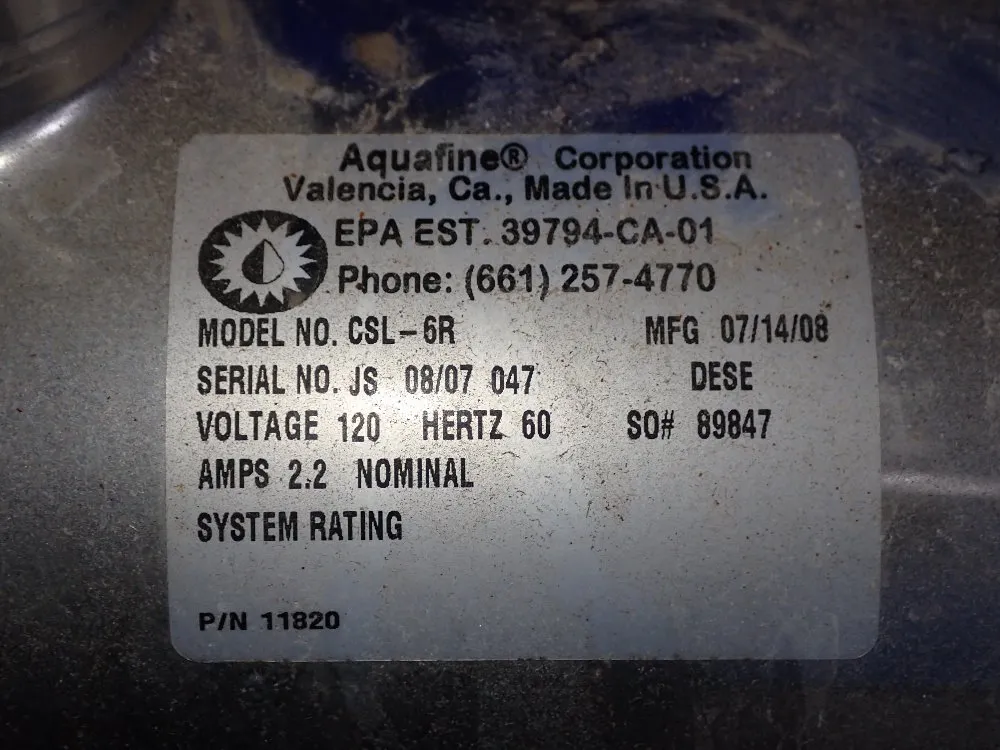 Aquafine® Corporation
Valencia, Ca., Made In U.S.A.
EPA EST. 39794-CA-01
Phone: (661) 257-4770
MODEL NO. CSL-6R MFG 07/14/08
SERIAL NO. JS 08/07 047 DESE
VOLTAGE 120 HERTZ 60 SO# 89847
AMPS 2.2 NOMINAL
SYSTEM RATING
P/N 11820